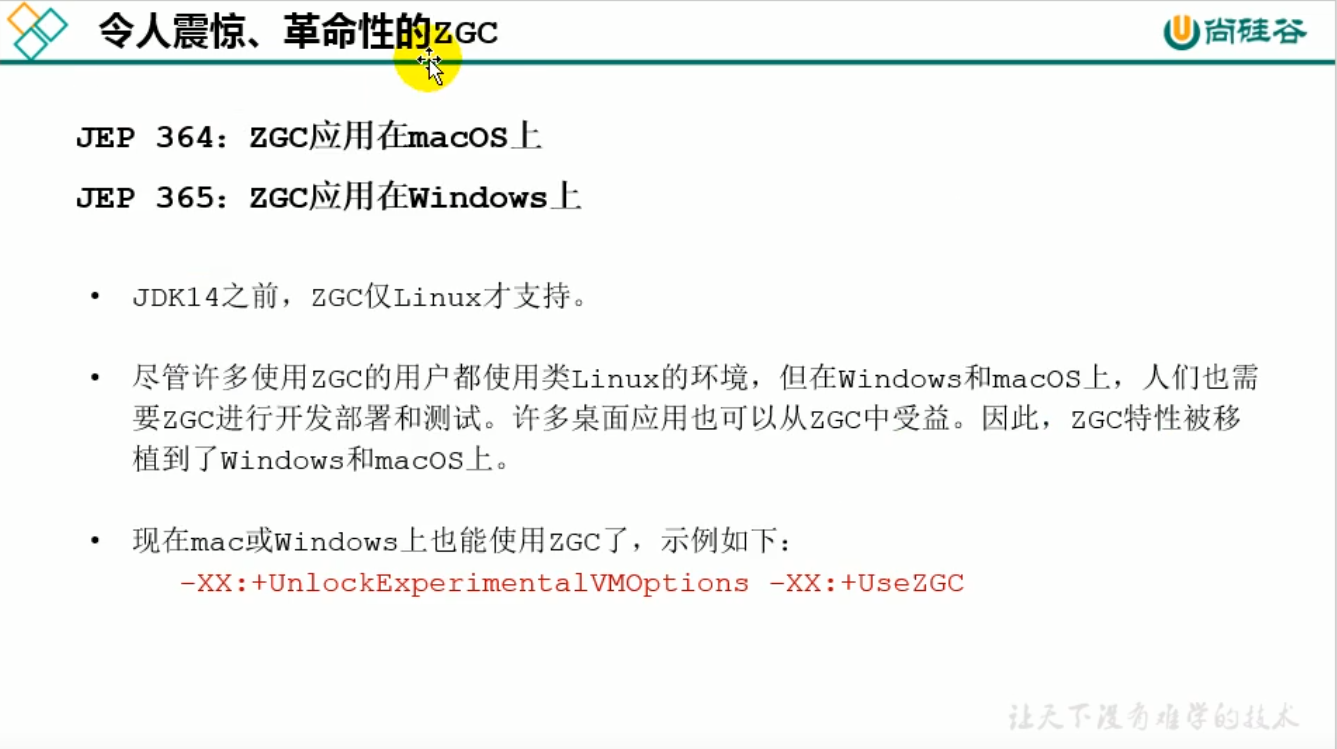 令人震惊、革命性的ZGC
尚硅谷
JEP 364：ZGC应用在macOS上
JEP 365：ZGC应用在Windows上
• JDK14之前，ZGC仅Linux才支持。
• 尽管许多使用ZGC的用户都使用类Linux的环境，但在Windows和macOS上，人们也需
要ZGC进行开发部署和测试。许多桌面应用也可以从ZGC中受益。因此，ZGC特性被移
植到了Windows和macOS上。
• 现在mac或Windows上也能使用ZGC了，示例如下：
-XX:+UnlockExperimentalVMOptions -XX:+UseZGC
让天下没有难学的技术